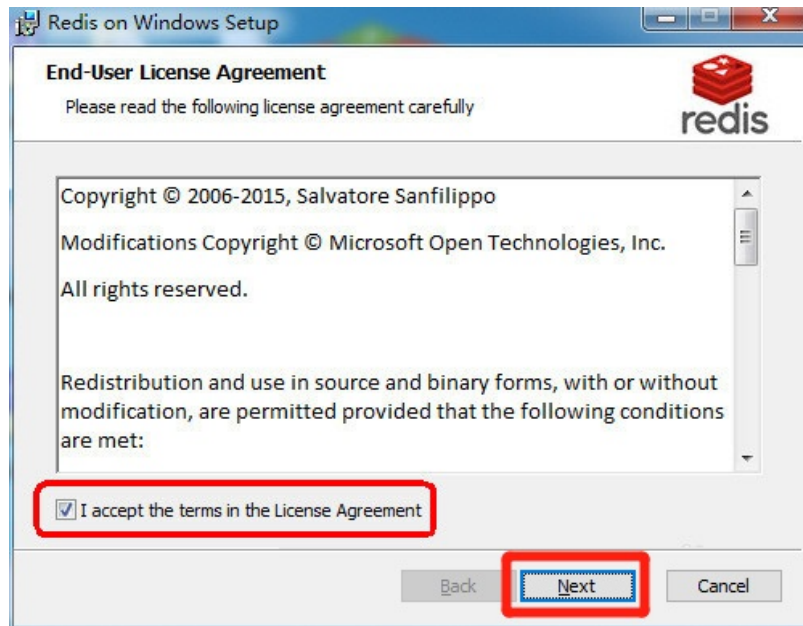 Redis on Windows Setup
End-User License Agreement
Please read the following license agreement carefully
redis
Copyright © 2006-2015, Salvatore Sanfilippo
Modifications Copyright © Microsoft Open Technologies, Inc.
All rights reserved.
Redistribution and use in source and binary forms, with or without
modification, are permitted provided that the following conditions
are met:
I accept the terms in the License Agreement
Back
Next
Cancel